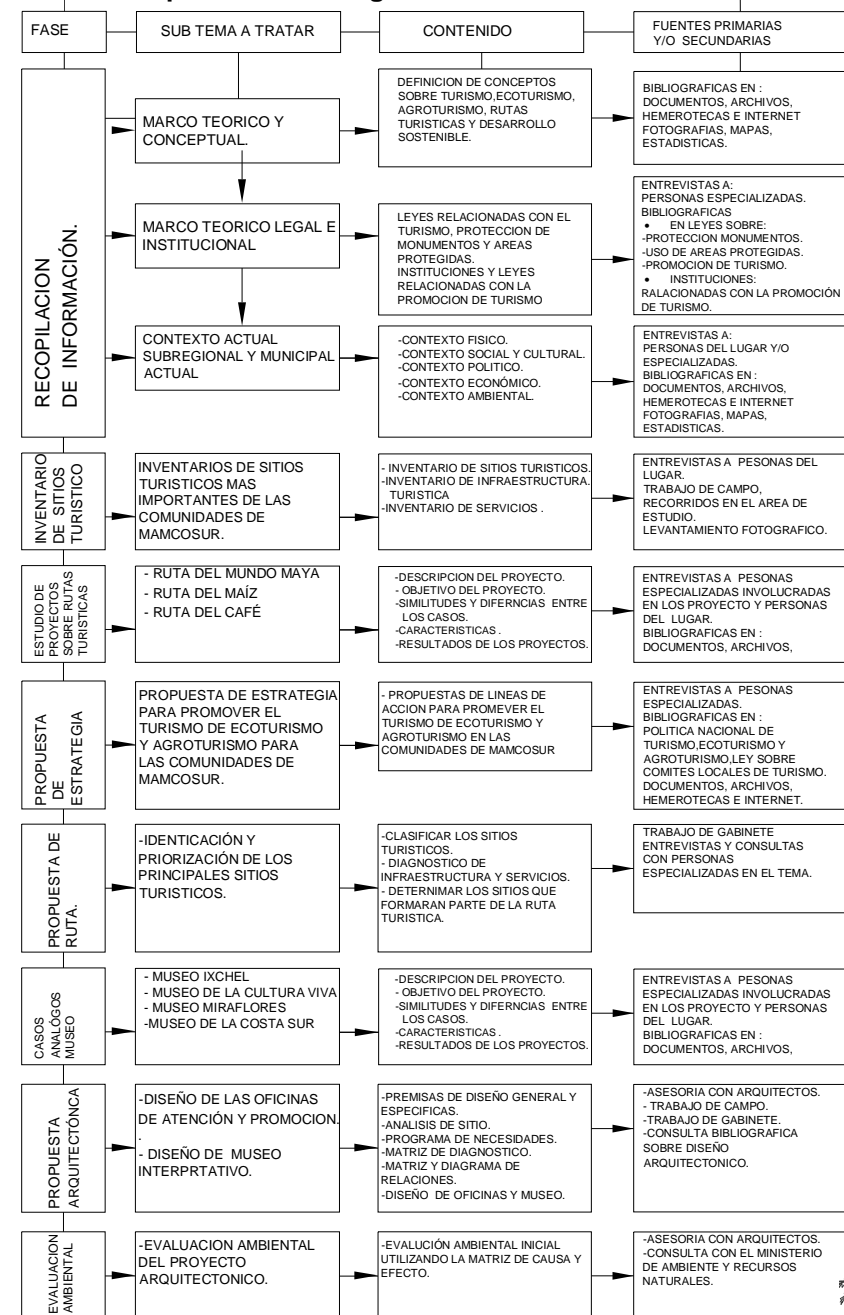 FASE
SUB TEMA A TRATAR
CONTENIDO
FUENTES PRIMARIAS
Y/O SECUNDARIAS
RECOPILACION
DE INFORMACIÓN.
MARCO TEORICO Y
CONCEPTUAL.
DEFINICION DE CONCEPTOS
SOBRE TURISMO,ECOTURISMO,
AGROTURISMO, RUTAS
TURISTICAS Y DESARROLLO
SOSTENIBLE.
BIBLIOGRAFICAS EN :
DOCUMENTOS, ARCHIVOS,
HEMEROTECAS E INTERNET
FOTOGRAFIAS, MAPAS,
ESTADISTICAS.
MARCO TEORICO LEGAL E
INSTITUCIONAL
LEYES RELACIONADAS CON EL
TURISMO, PROTECCION DE
MONUMENTOS Y AREAS
PROTEGIDAS.
INSTITUCIONES Y LEYES
RELACIONADAS CON LA
PROMOCION DE TURISMO
ENTREVISTAS A:
PERSONAS ESPECIALIZADAS.
BIBLIOGRAFICAS
• EN LEYES SOBRE:
-PROTECCION MONUMENTOS.
-USO DE AREAS PROTEGIDAS.
-PROMOCION DE TURISMO.
• INSTITUCIONES:
RALACIONADAS CON LA PROMOCIÓN
DE TURISMO.
CONTEXTO ACTUAL
SUBREGIONAL Y MUNICIPAL
ACTUAL
-CONTEXTO FISICO.
-CONTEXTO SOCIAL Y CULTURAL.
-CONTEXTO POLITICO.
-CONTEXTO ECONÓMICO.
-CONTEXTO AMBIENTAL.
ENTREVISTAS A:
PERSONAS DEL LUGAR Y/O
ESPECIALIZADAS.
BIBLIOGRAFICAS EN :
DOCUMENTOS, ARCHIVOS,
HEMEROTECAS E INTERNET
FOTOGRAFIAS, MAPAS,
ESTADISTICAS.
INVENTARIO
DE SITIOS
TURISTICO
INVENTARIOS DE SITIOS
TURISTICOS MAS
IMPORTANTES DE LAS
COMUNIDADES DE
MAMCOSUR.
- INVENTARIO DE SITIOS TURISTICOS.
-INVENTARIO DE INFRAESTRUCTURA.
TURISTICA
-INVENTARIO DE SERVICIOS .
ENTREVISTAS A PESONAS DEL
LUGAR.
TRABAJO DE CAMPO,
RECORRIDOS EN EL AREA DE
ESTUDIO.
LEVANTAMIENTO FOTOGRAFICO.
ESTUDIO DE
PROYECTOS
SOBRE RUTAS
TURISTICAS
- RUTA DEL MUNDO MAYA
- RUTA DEL MAÍZ
- RUTA DEL CAFÉ
-DESCRIPCION DEL PROYECTO.
- OBJETIVO DEL PROYECTO.
-SIMILITUDES Y DIFERNCIAS ENTRE
LOS CASOS.
-CARACTERISTICAS .
-RESULTADOS DE LOS PROYECTOS.
ENTREVISTAS A PESONAS
ESPECIALIZADAS INVOLUCRADAS
EN LOS PROYECTO Y PERSONAS
DEL LUGAR.
BIBLIOGRAFICAS EN :
DOCUMENTOS, ARCHIVOS,
PROPUESTA
DE
ESTRATEGIA
PROPUESTA DE ESTRATEGIA
PARA PROMOVER EL
TURISMO DE ECOTURISMO
Y AGROTURISMO PARA
LAS COMUNIDADES DE
MAMCOSUR.
- PROPUESTAS DE LINEAS DE
ACCION PARA PROMEVER EL
TURISMO DE ECOTURISMO Y
AGROTURISMO EN LAS
COMUNIDADES DE MAMCOSUR
ENTREVISTAS A PESONAS
ESPECIALIZADAS.
BIBLIOGRAFICAS EN :
POLITICA NACIONAL DE
TURISMO,ECOTURISMO Y
AGROTURISMO,LEY SOBRE
COMITES LOCALES DE TURISMO.
DOCUMENTOS, ARCHIVOS,
HEMEROTECAS E INTERNET.
PROPUESTA DE
RUTA.
-IDENTICACIÓN Y
PRIORIZACIÓN DE LOS
PRINCIPALES SITIOS
TURISTICOS.
-CLASIFICAR LOS SITIOS
TURISTICOS.
- DIAGNOSTICO DE
INFRAESTRUCTURA Y SERVICIOS.
- DETERNIMAR LOS SITIOS QUE
FORMARAN PARTE DE LA RUTA
TURISTICA.
TRABAJO DE GABINETE
ENTREVISTAS Y CONSULTAS
CON PERSONAS
ESPECIALIZADAS EN EL TEMA.
CASOS
ANALÓGOS
MUSEO
- MUSEO IXCHEL
- MUSEO DE LA CULTURA VIVA
- MUSEO MIRAFLORES
-MUSEO DE LA COSTA SUR
-DESCRIPCION DEL PROYECTO.
- OBJETIVO DEL PROYECTO.
-SIMILITUDES Y DIFERNCIAS ENTRE
LOS CASOS.
-CARACTERISTICAS .
-RESULTADOS DE LOS PROYECTOS.
ENTREVISTAS A PESONAS
ESPECIALIZADAS INVOLUCRADAS
EN LOS PROYECTO Y PERSONAS
DEL LUGAR.
BIBLIOGRAFICAS EN :
DOCUMENTOS, ARCHIVOS,
PROPUESTA
ARQUITECTÓNCA
-DISEÑO DE LAS OFICINAS
DE ATENCIÓN Y PROMOCION.
.
- DISEÑO DE MUSEO
INTERPRTATIVO.
-PREMISAS DE DISEÑO GENERAL Y
ESPECIFICAS.
-ANALISIS DE SITIO.
-PROGRAMA DE NECESIDADES.
-MATRIZ DE DIAGNOSTICO.
-MATRIZ Y DIAGRAMA DE
RELACIONES.
-DISEÑO DE OFICINAS Y MUSEO.
-ASESORIA CON ARQUITECTOS.
- TRABAJO DE CAMPO.
-TRABAJO DE GABINETE.
-CONSULTA BIBLIOGRAFICA
SOBRE DISEÑO
ARQUITECTONICO.
EVALUACION
AMBIENTAL
-EVALUACION AMBIENTAL
DEL PROYECTO
ARQUITECTONICO.
-EVALUCIÓN AMBIENTAL INICIAL
UTILIZANDO LA MATRIZ DE CAUSA Y
EFECTO.
-ASESORIA CON ARQUITECTOS.
-CONSULTA CON EL MINISTERIO
DE AMBIENTE Y RECURSOS
NATURALES.